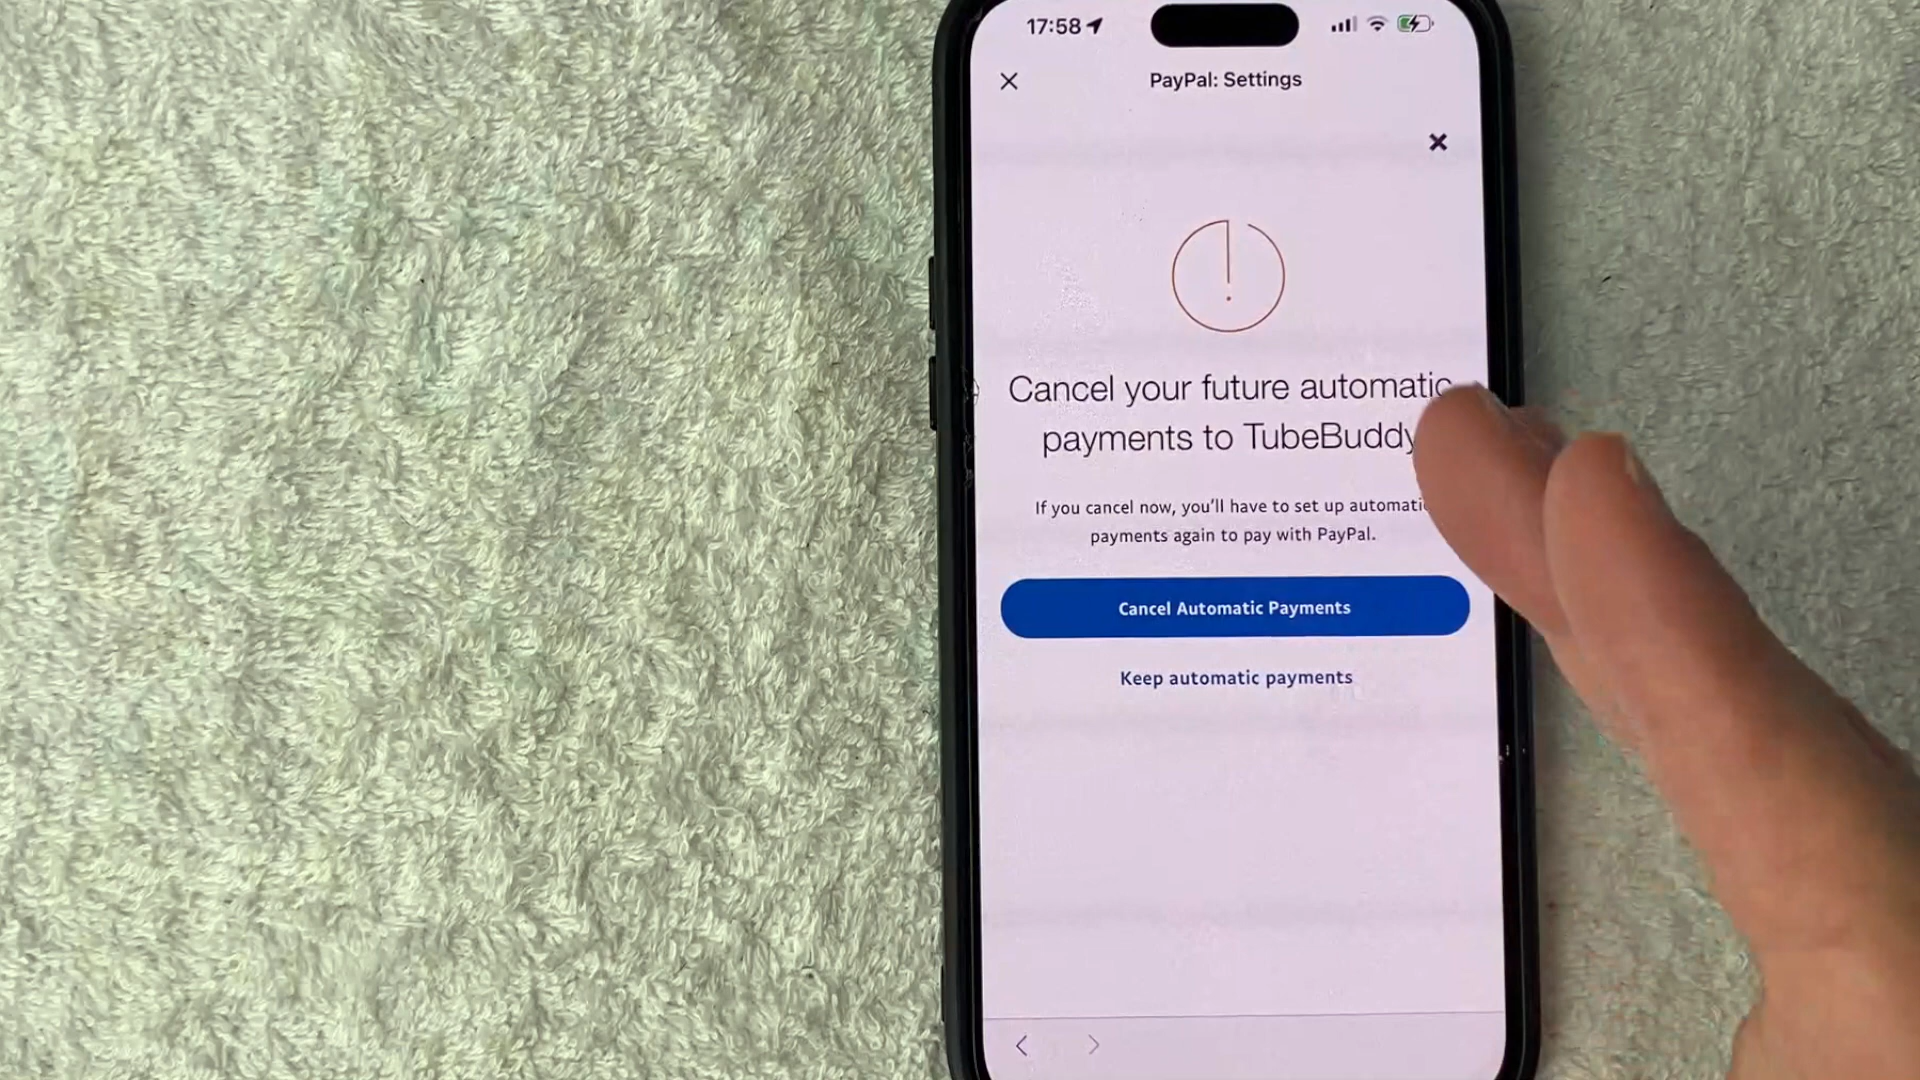 17:58
PayPal: Settings
Cancel your future automatic
payments to TubeBuddy
If you cancel now, you'll have to set up automatic
payments again to pay with PayPal.
Cancel Automatic Payments
Keep automatic payments